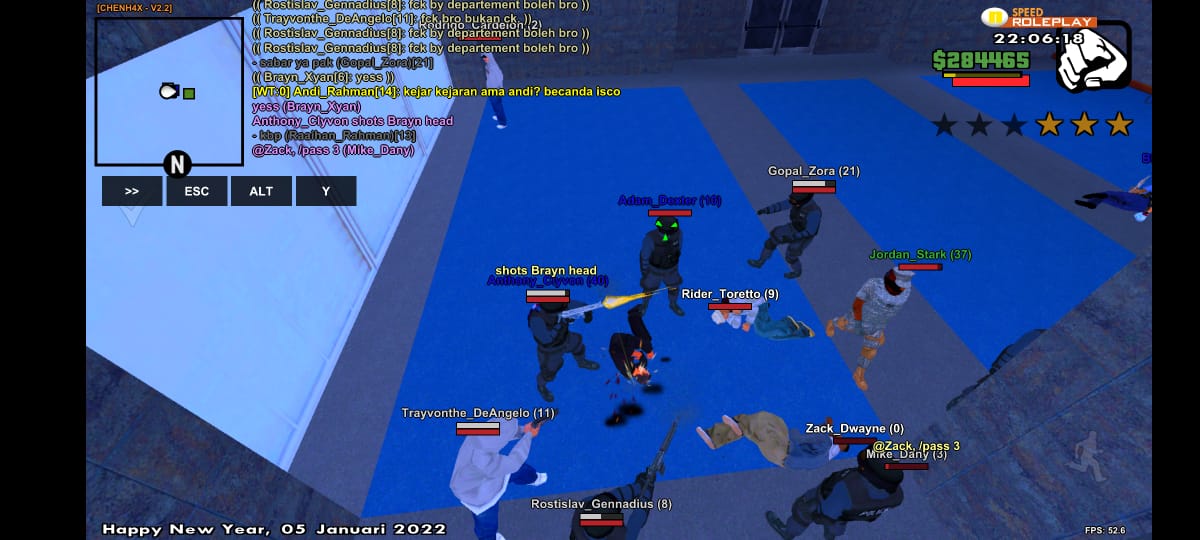 [CHENH4X - V2.2]
(( Rostislav_Gennadius[8]: fck by departement boleh bro ))
(( Trayvonthe_DeAngelo[11]: fck bro bukan ck. ))
(( Rostislav_Gennadius[8]: fck by departement boleh bro ))
(( Rostislav_Gennadius[8]: fck by departement boleh bro ))
- sabar ya pak (Gopal_Zora)[21]
(( Brayn_Xyan[6]: yess ))
[WT:0] Andi_Rahman[14]: kejar kejaran ama andi? becanda isco
yess (Brayn_Xyan)
Anthony_Clyvon shots Brayn head
- kbp (Raaihan_Rahman)[13]
@Zack, /pass 3 (Mike_Dany)
SPEED
ROLEPLAY
22:06:18
$284465
N
>>
ESC
ALT
Y
Gopal_Zora (21)
Adam_Dexter (10)
Jordan_Stark (37)
shots Brayn head
Rider_Toretto (9)
Trayvonthe_DeAngelo (11)
Zack_Dwayne (0)
@Zack, /pass 3
Mike_Dany (3)
Rostislav_Gennadius (8)
Happy New Year, 05 Januari 2022
FPS: 52.6